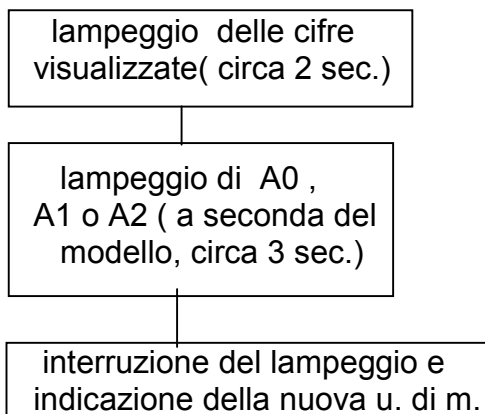 lampeggio delle cifre
visualizzate( circa 2 sec.)
lampeggio di A0 ,
A1 o A2 ( a seconda del
modello, circa 3 sec.)
interruzione del lampeggio e
indicazione della nuova u. di m.